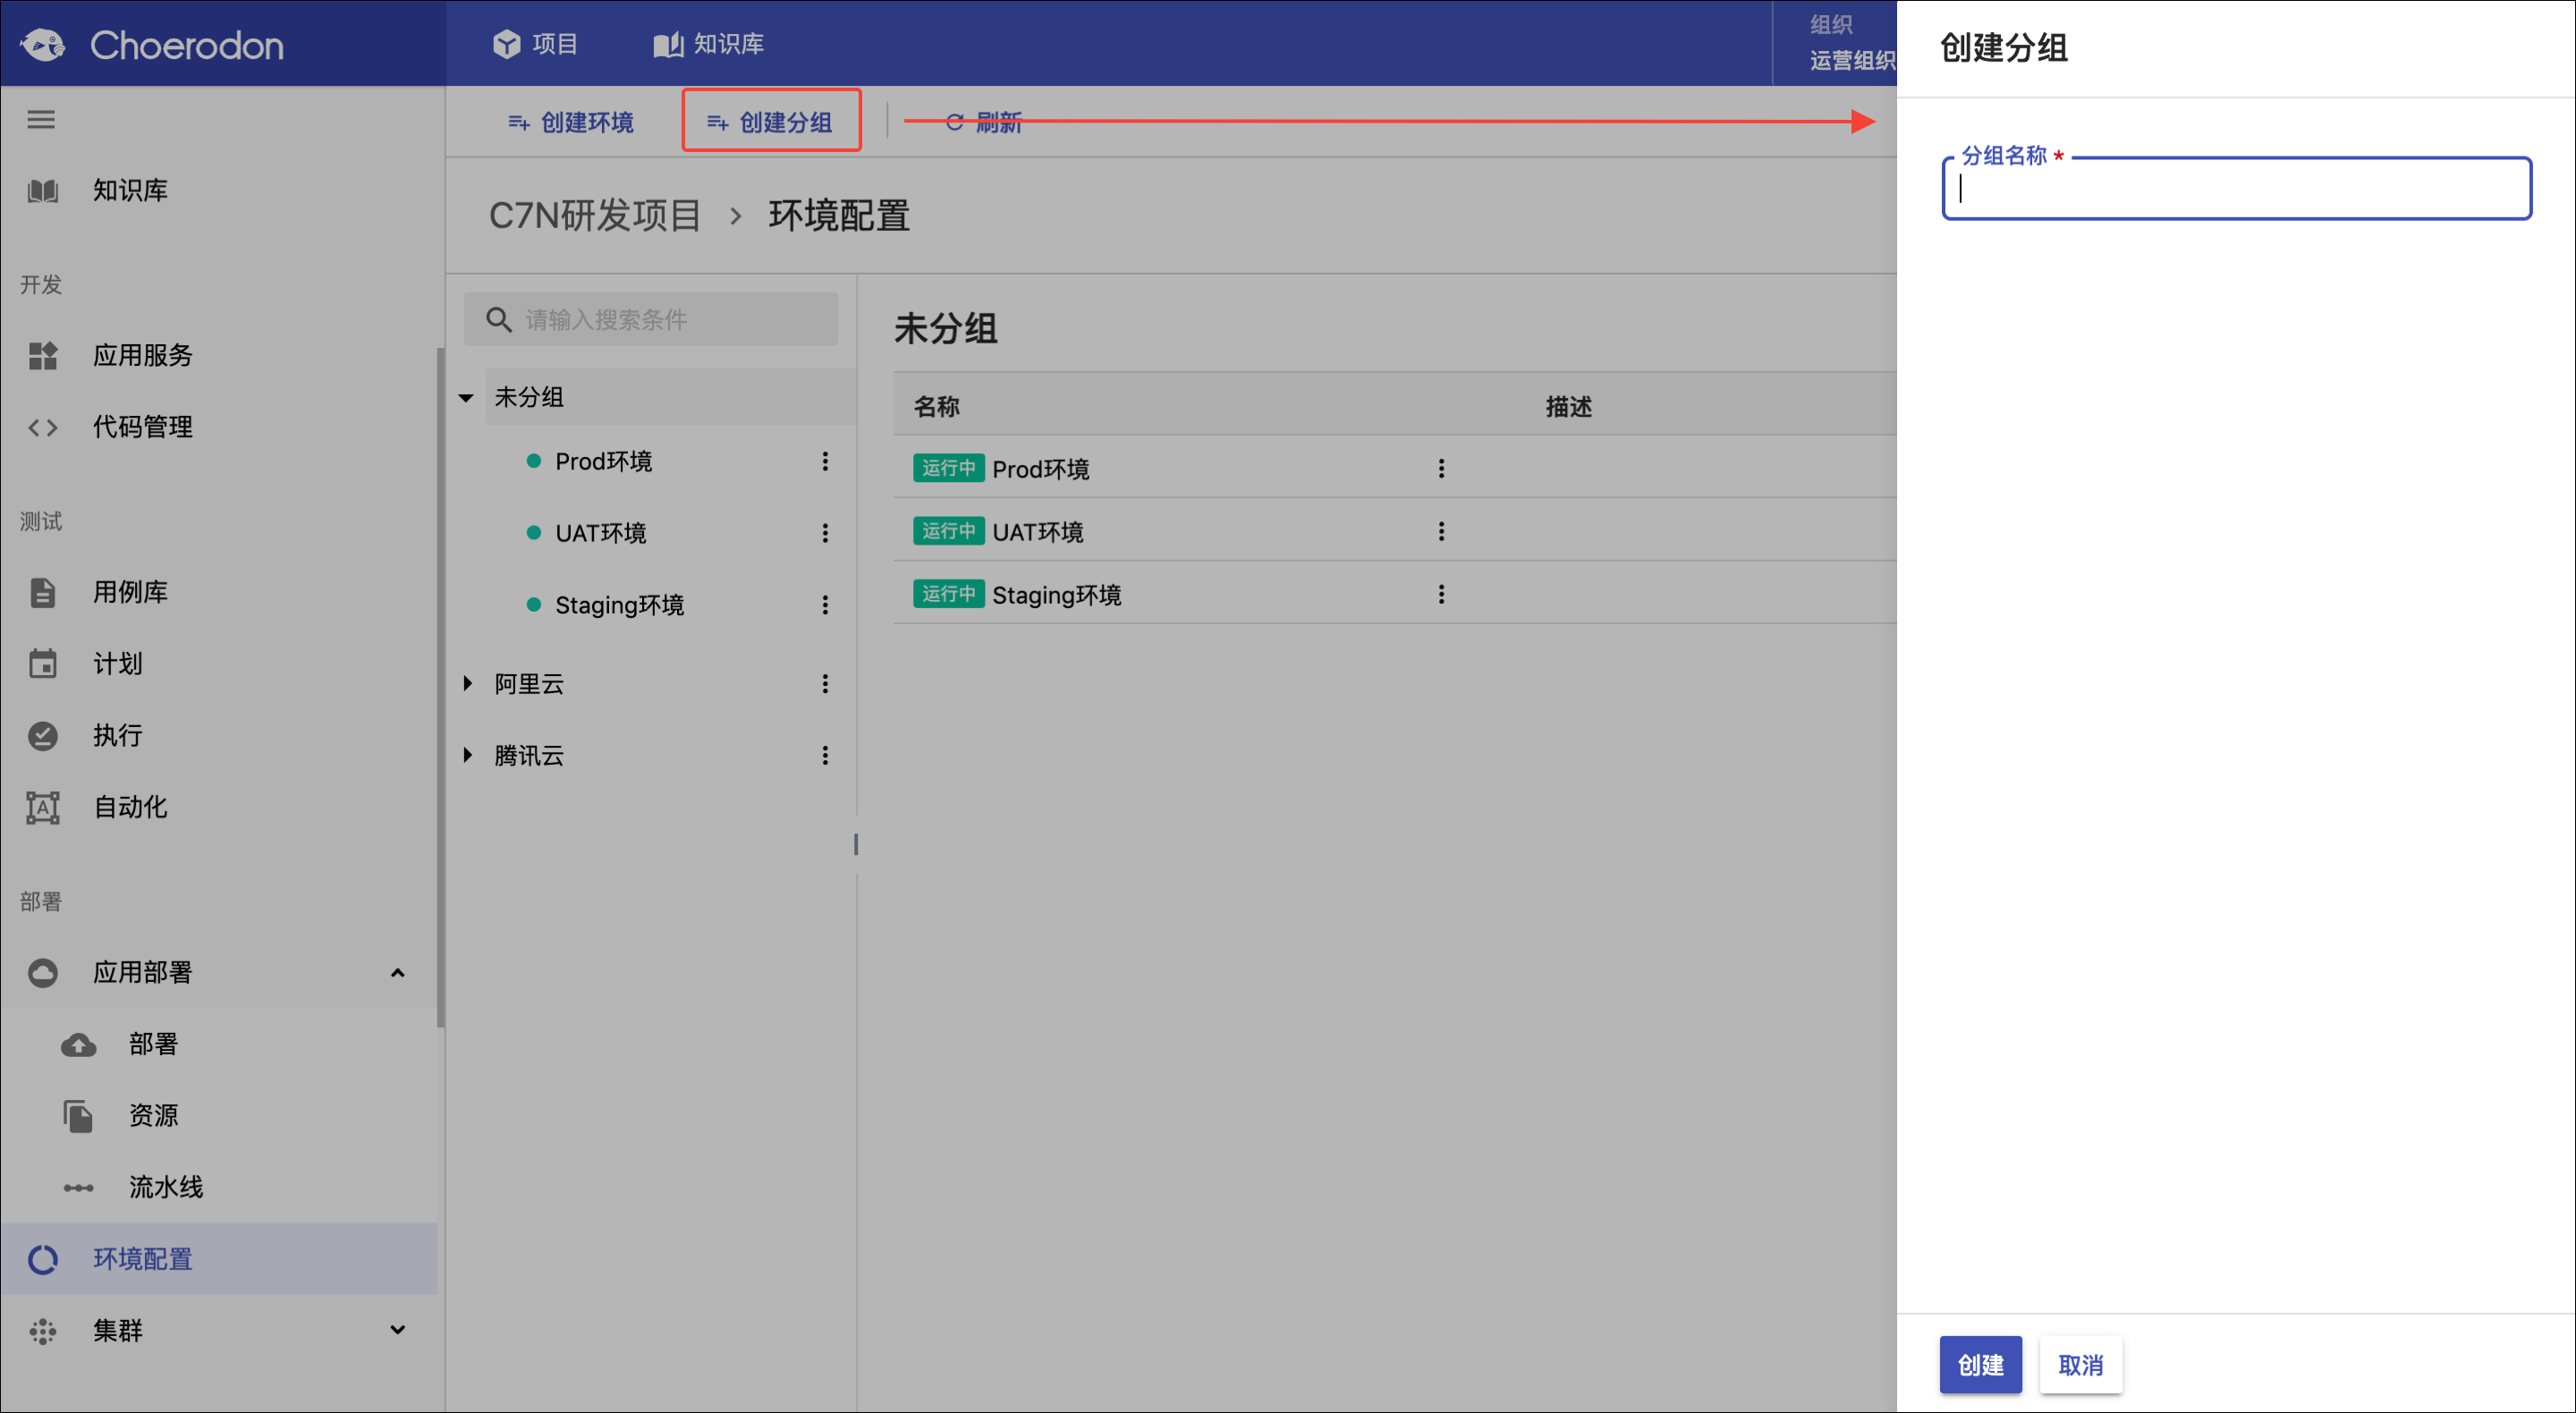 Choerodon
项目
知识库
组织
运营组织
知识库
开发
应用服务
代码管理
测试
用例库
计划
执行
自动化
部署
应用部署
部署
资源
流水线
环境配置
集群
创建环境
创建分组
刷新
C7N研发项目 › 环境配置
请输入搜索条件
未分组
Prod环境
UAT环境
Staging环境
阿里云
腾讯云
未分组
名称 描述
运行中 Prod环境
运行中 UAT环境
运行中 Staging环境
创建分组
分组名称 *
创建
取消